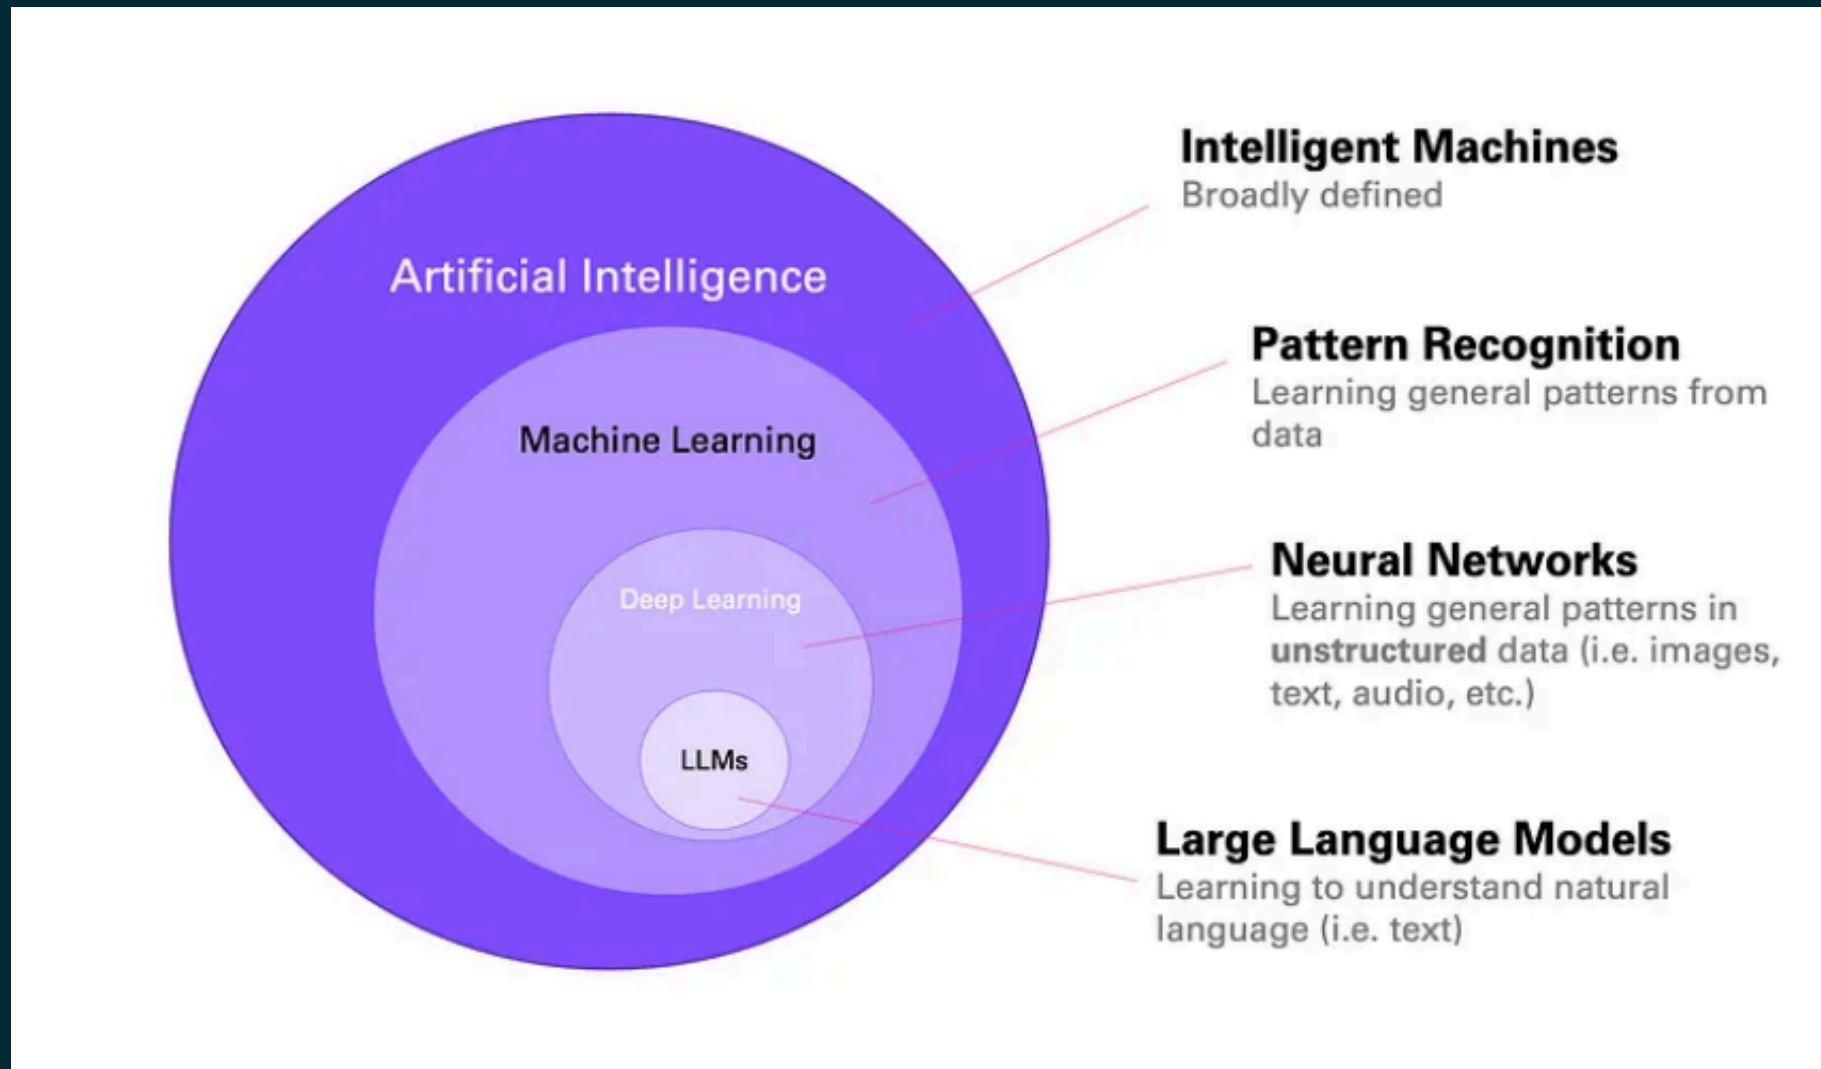 Artificial Intelligence
Machine Learning
Deep Learning
LLMs
Intelligent Machines
Broadly defined
Pattern Recognition
Learning general patterns from
data
Neural Networks
Learning general patterns in
unstructured data (i.e. images,
text, audio, etc.)
Large Language Models
Learning to understand natural
language (i.e. text)